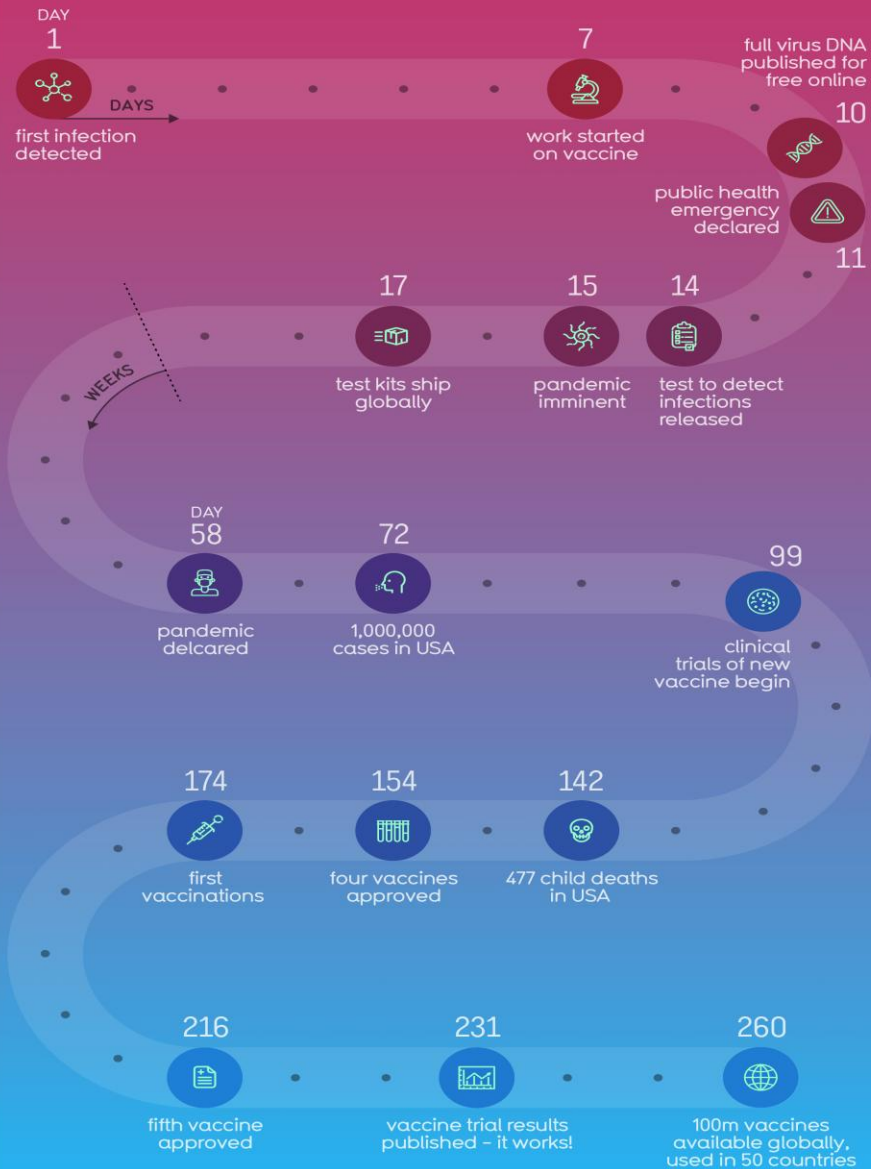 DAY
1
DAYS
first infection
detected
7
work started
on vaccine
full virus DNA
published for
free online
10
public health
emergency
declared
11
14
test to detect
infections
released
15
pandemic
imminent
17
test kits ship
globally
WEEKS
DAY
58
pandemic
delcared
72
1,000,000
cases in USA
99
clinical
trials of new
vaccine begin
142
477 child deaths
in USA
154
four vaccines
approved
174
first
vaccinations
216
fifth vaccine
approved
231
vaccine trial results
published – it works!
260
100m vaccines
available globally,
used in 50 countries